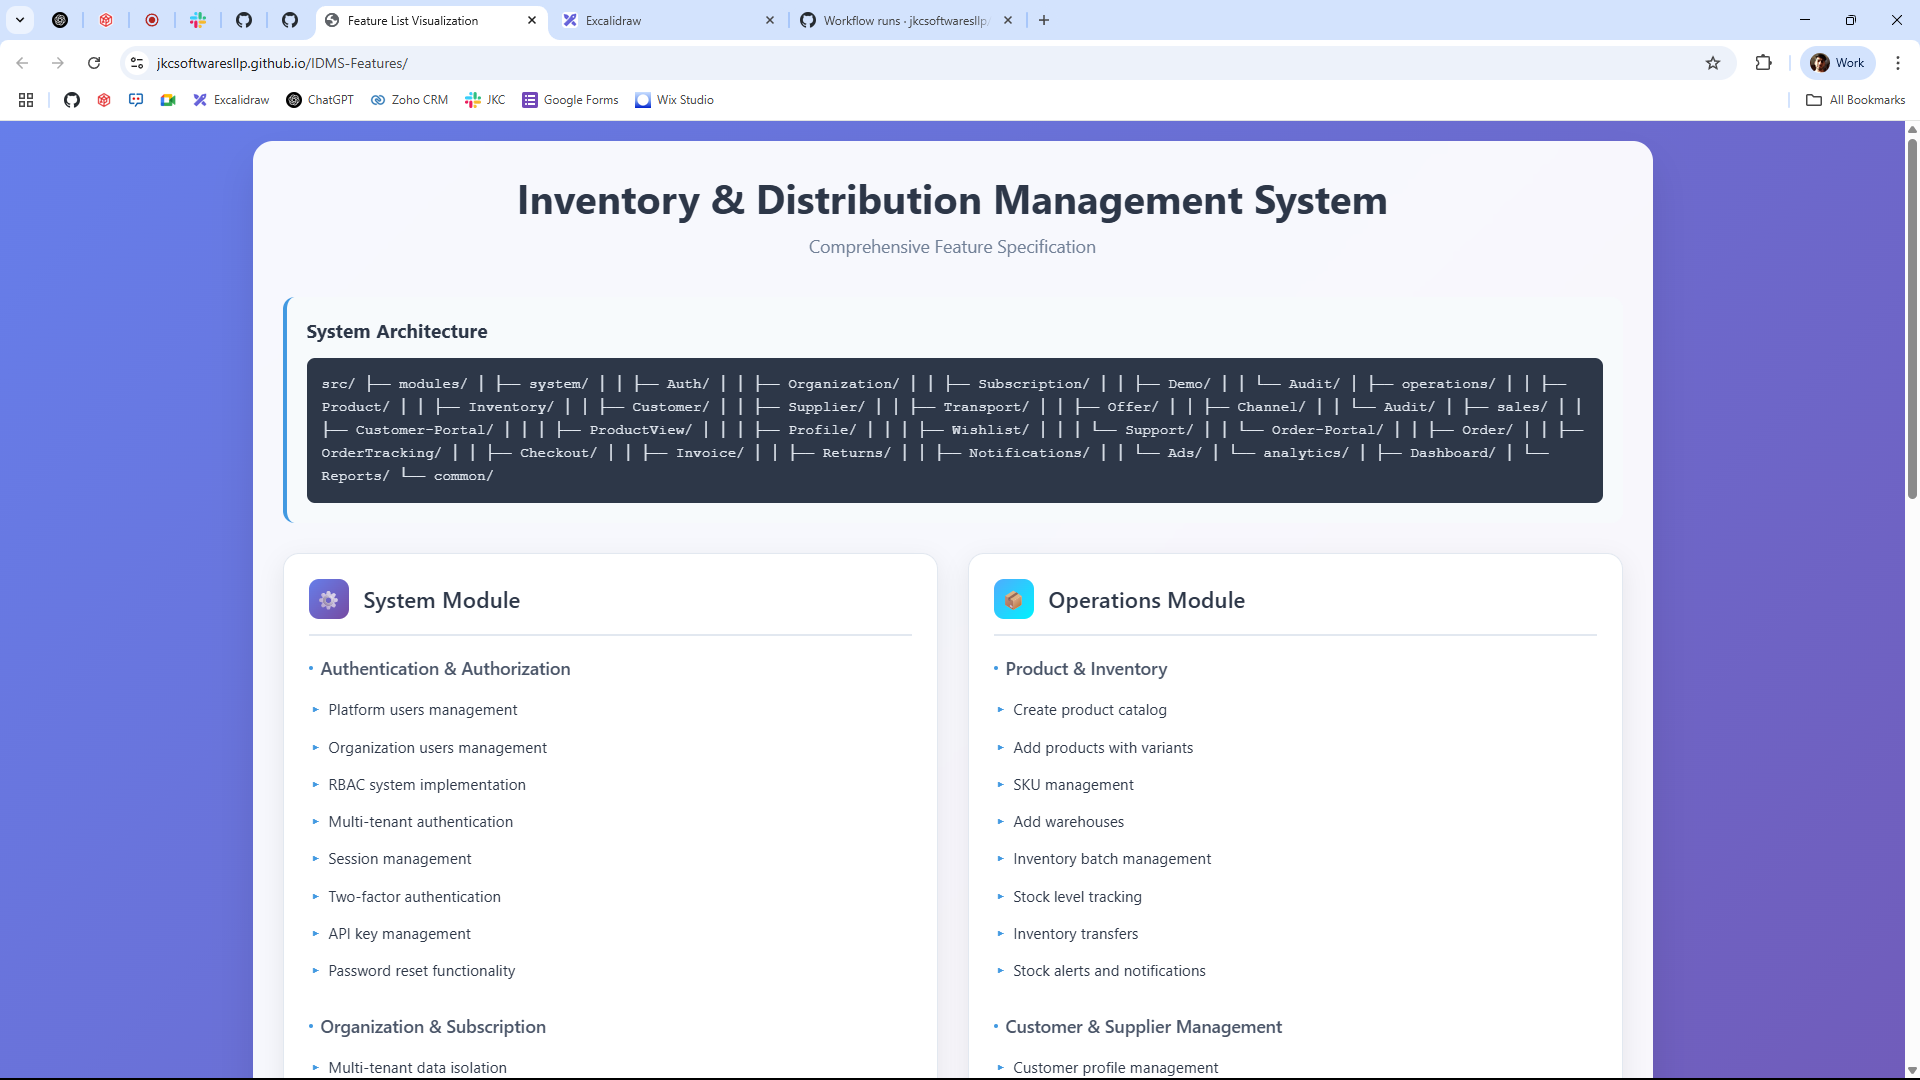 Feature List Visualization
Excalidraw
Workflow runs · jkcsoftwaresllp/
jkcsoftwaresllp.github.io/IDMS-Features/
Work
Excalidraw
ChatGPT
Zoho CRM
JKC
Google Forms
Wix Studio
All Bookmarks
Inventory & Distribution Management System
Comprehensive Feature Specification
System Architecture
src/ ├── modules/ │ ├── system/ │ │ ├── Auth/ │ │ ├── Organization/ │ │ ├── Subscription/ │ │ ├── Demo/ │ │ └── Audit/ │ ├── operations/ │ │ ├──
Product/ │ │ ├── Inventory/ │ │ ├── Customer/ │ │ ├── Supplier/ │ │ ├── Transport/ │ │ ├── Offer/ │ │ ├── Channel/ │ │ └── Audit/ │ ├── sales/ │ │
├── Customer-Portal/ │ │ │ ├── ProductView/ │ │ │ ├── Profile/ │ │ │ ├── Wishlist/ │ │ │ └── Support/ │ │ └── Order-Portal/ │ │ ├── Order/ │ │ ├──
OrderTracking/ │ │ ├── Checkout/ │ │ ├── Invoice/ │ │ ├── Returns/ │ │ ├── Notifications/ │ │ └── Ads/ │ └── analytics/ │ ├── Dashboard/ │ └──
Reports/ └── common/
System Module
• Authentication & Authorization
► Platform users management
► Organization users management
► RBAC system implementation
► Multi-tenant authentication
► Session management
► Two-factor authentication
► API key management
► Password reset functionality
• Organization & Subscription
► Multi-tenant data isolation
Operations Module
• Product & Inventory
► Create product catalog
► Add products with variants
► SKU management
► Add warehouses
► Inventory batch management
► Stock level tracking
► Inventory transfers
► Stock alerts and notifications
• Customer & Supplier Management
► Customer profile management